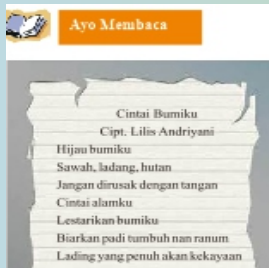 Ayo Membaca
Cintai Bumiku
Cipt. Lilis Andriyani
Hijau bumiku
Sawah, ladang, hutan
Jangan dirusak dengan tangan
Cintai alamku
Lestarikan bumiku
Biarkan padi tumbuh nan ranum
Lading yang penuh akan kekayaan